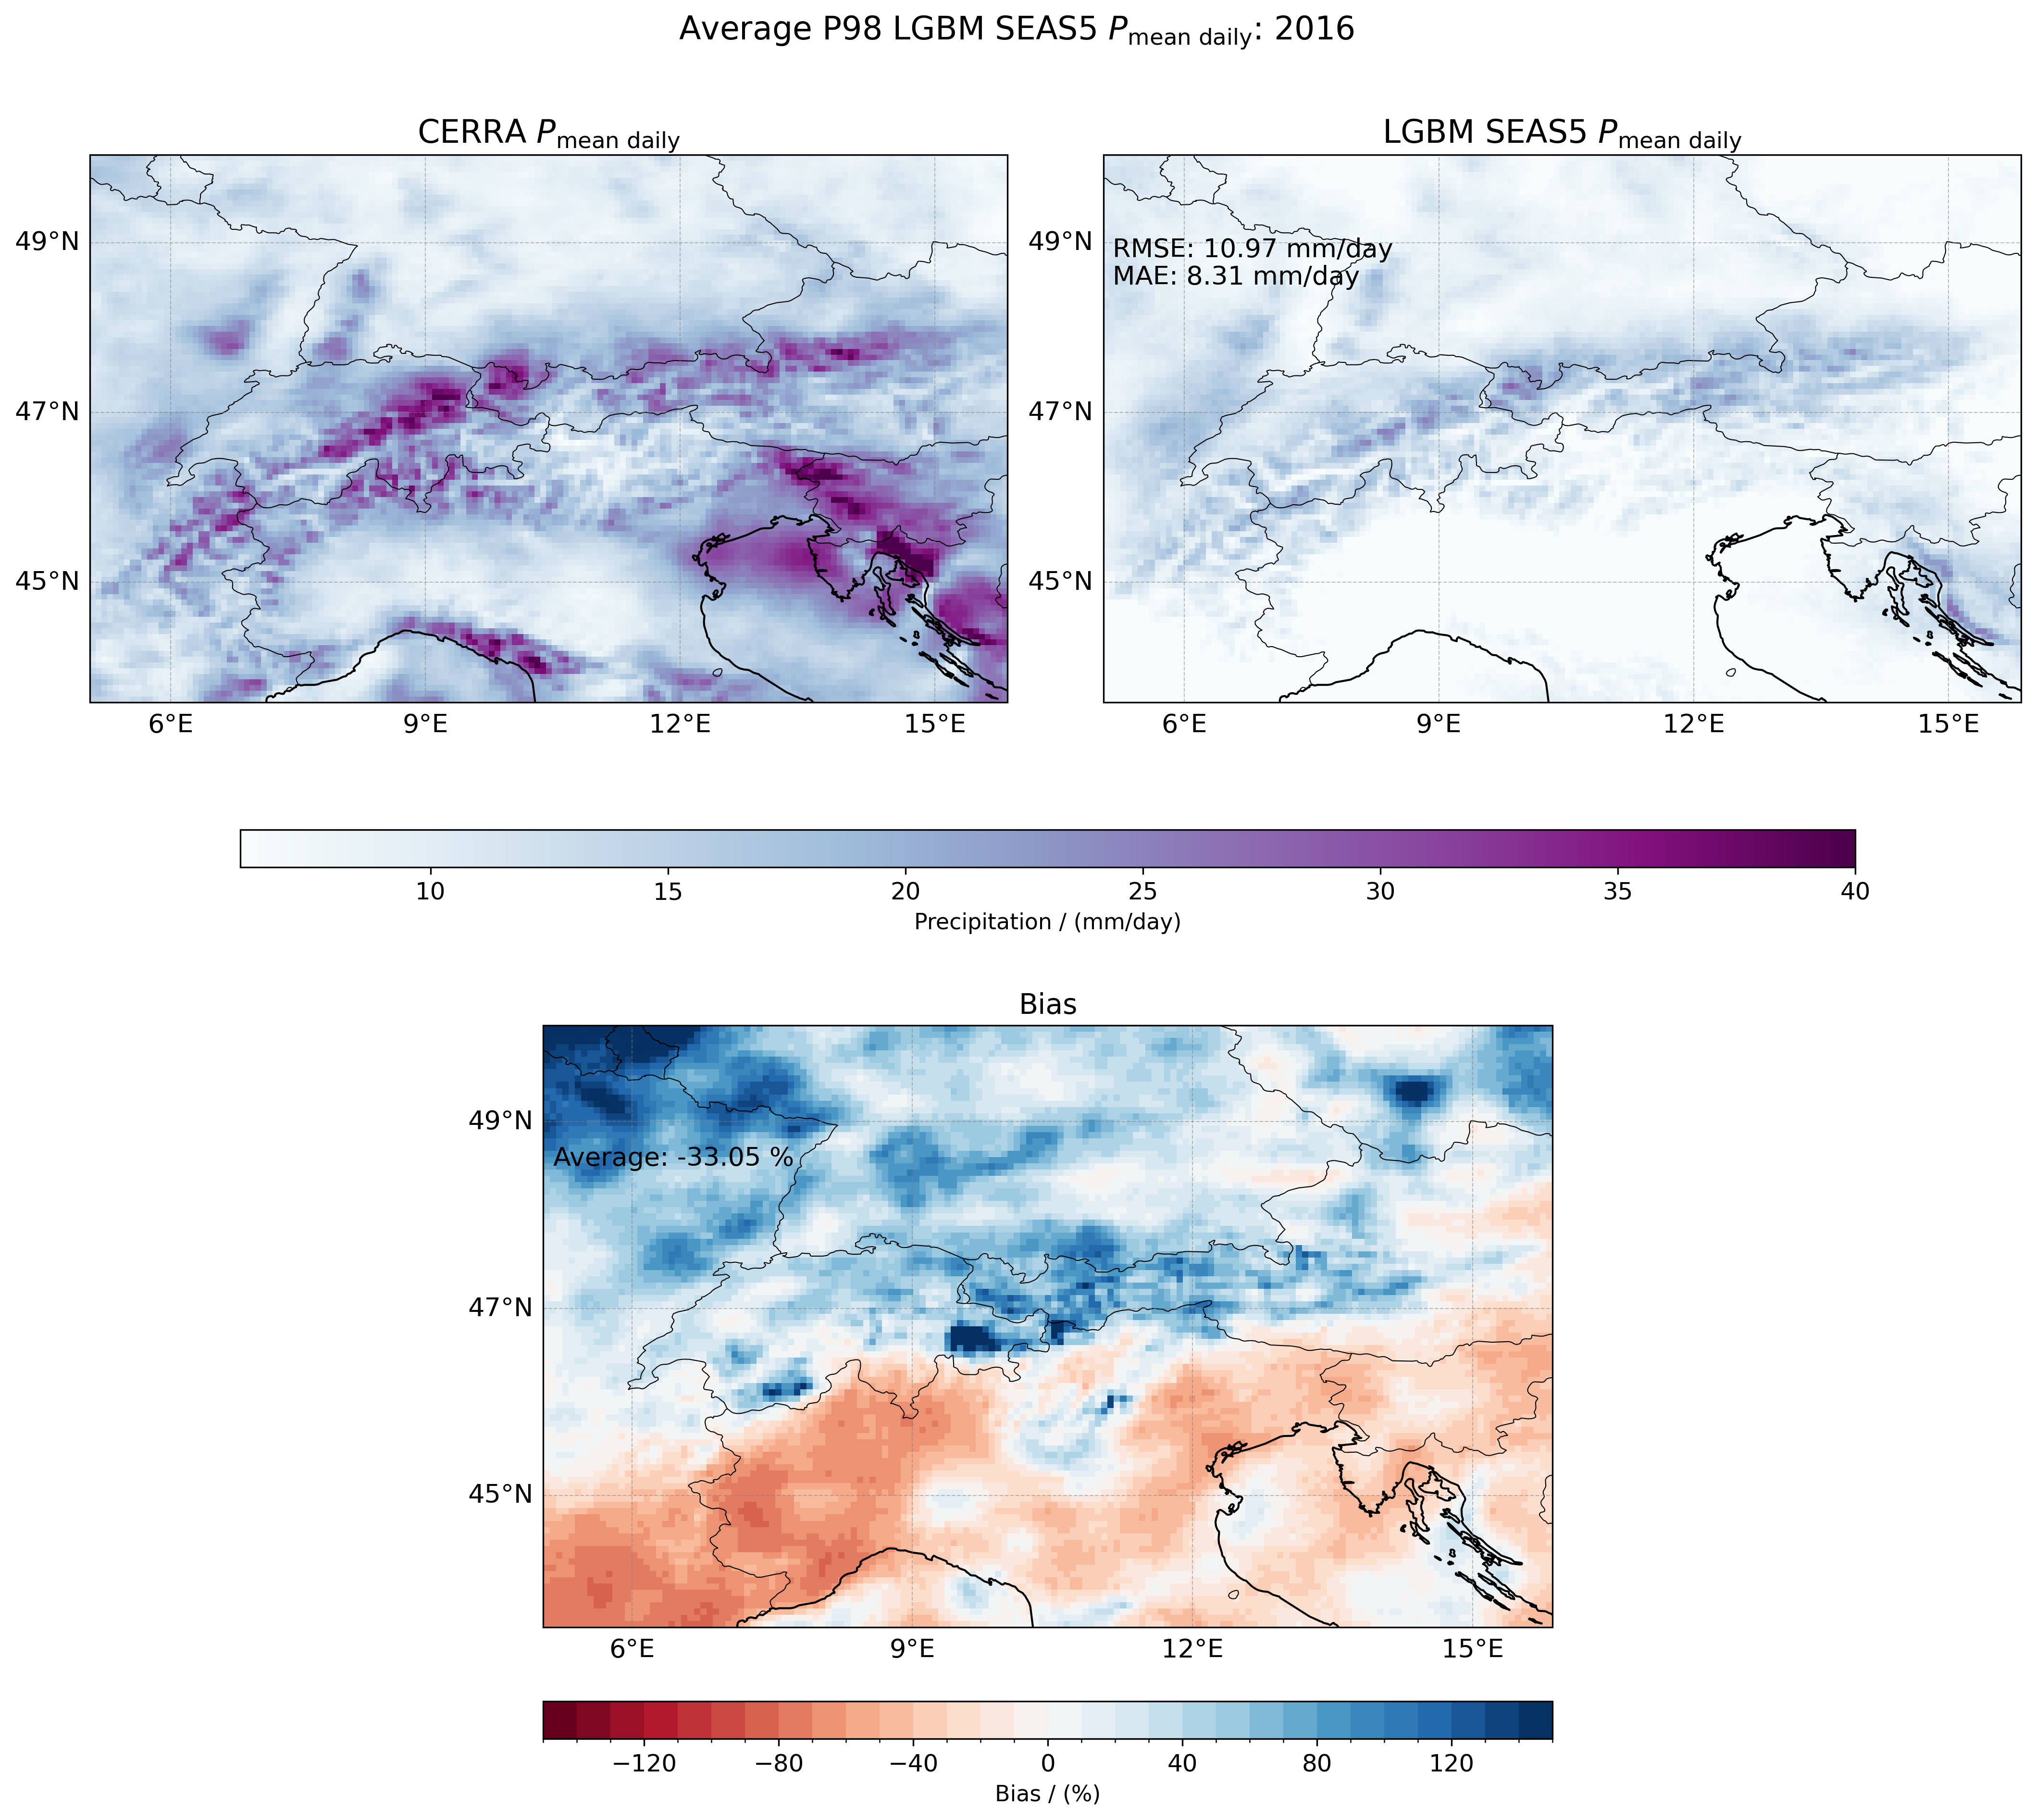 Average P98 LGBM SEAS5 P mean daily: 2016
CERRA P mean daily
LGBM SEAS5 P mean daily
49°N
47°N
45°N
6°E 9°E 12°E 15°E
49°N
47°N
45°N
RMSE: 10.97 mm/day
MAE: 8.31 mm/day
6°E 9°E 12°E 15°E
10 15 20 25 30 35 40
Precipitation / (mm/day)
Bias
49°N
47°N
45°N
Average: -33.05 %
6°E 9°E 12°E 15°E
−120 −80 −40 0 40 80 120
Bias / (%)